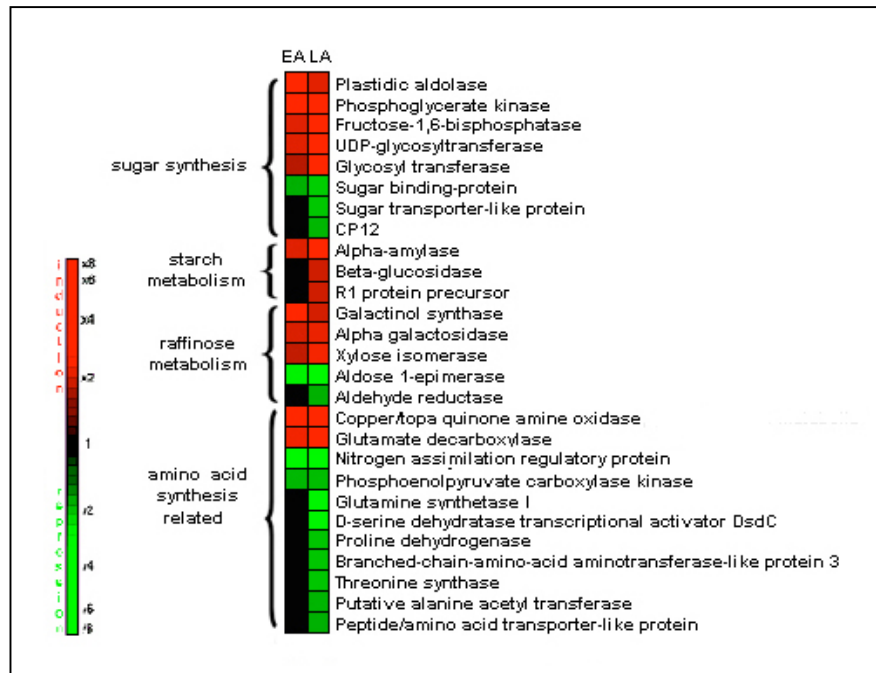 EA LA
Plastidic aldolase
Phosphoglycerate kinase
Fructose-1,6-bisphosphatase
UDP-glycosyltransferase
sugar synthesis
Glycosyl transferase
Sugar binding-protein
Sugar transporter-like protein
CP12
starch
metabolism
Alpha-amylase
Beta-glucosidase
R1 protein precursor
raffinose
metabolism
Galactinol synthase
Alpha galactosidase
Xylose isomerase
Aldose 1-epimerase
Aldehyde reductase
amino acid
synthesis
related
Copper/topa quinone amine oxidase
Glutamate decarboxylase
Nitrogen assimilation regulatory protein
Phosphoenolpyruvate carboxylase kinase
Glutamine synthetase I
D-serine dehydratase transcriptional activator DsdC
Proline dehydrogenase
Branched-chain-amino-acid aminotransferase-like protein 3
Threonine synthase
Putative alanine acetyl transferase
Peptide/amino acid transporter-like protein
induction
repression
x8
x6
x4
x2
1
/2
/4
/6
/8